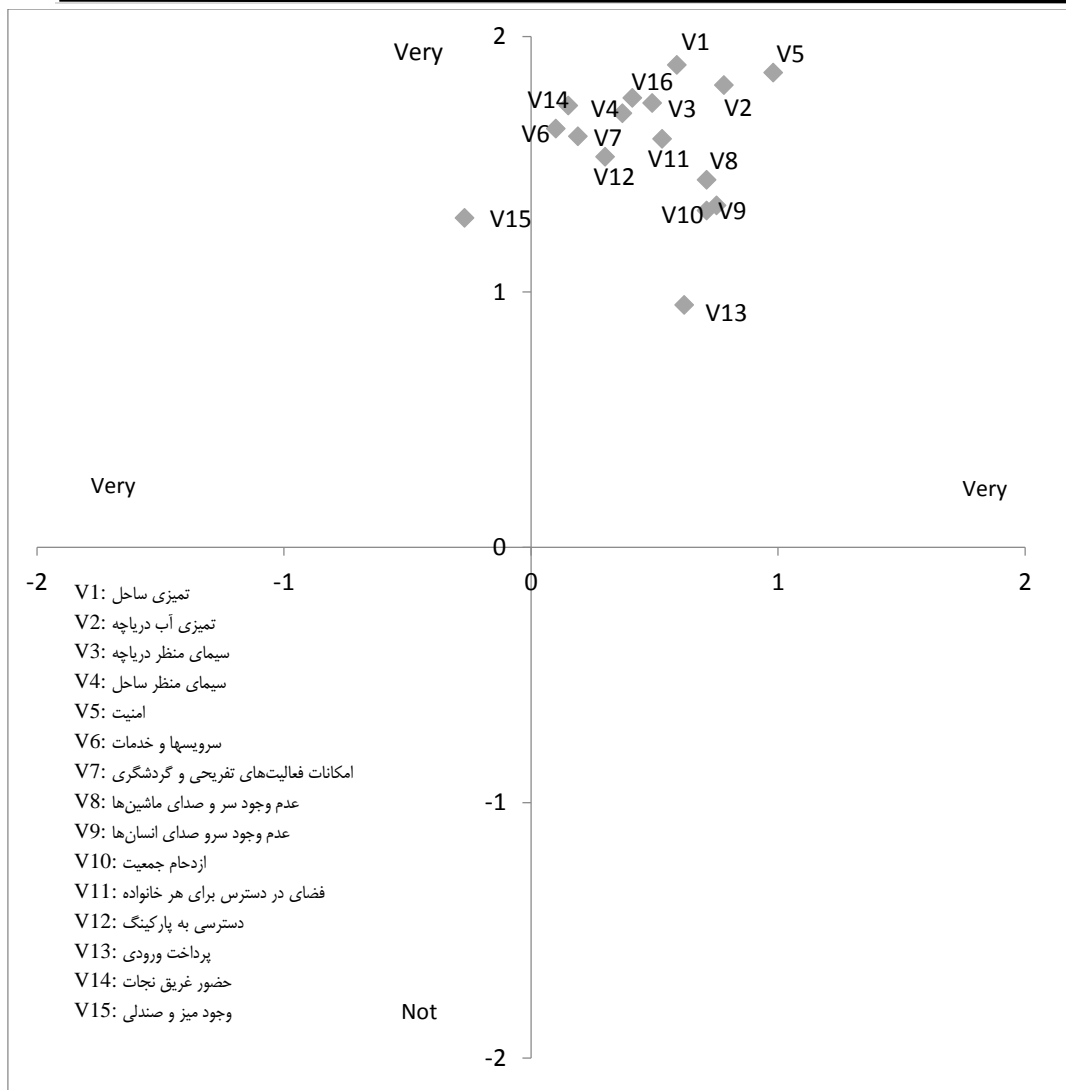 2
Very
V1
V5
V16
V2
V14
V4
V3
V6
V7
V11
V12
V8
V15
V10
V9
1
V13
Very
Very
0
-2
-1
0
1
2
V1: تمیزی ساحل
V2: تمیزی آب دریاچه
V3: سیمای منظر دریاچه
V4: سیمای منظر ساحل
V5: امنیت
V6: سرویسها و خدمات
V7: امکانات فعالیت‌های تفریحی و گردشگری
V8: عدم وجود سر و صدای ماشین‌ها
-1
V9: عدم وجود سرو صدای انسان‌ها
V10: ازدحام جمعیت
V11: فضای در دسترس برای هر خانواده
V12: دسترسی به پارکینگ
V13: پرداخت ورودی
V14: حضور غریق نجات
V15: وجود میز و صندلی
Not
-2